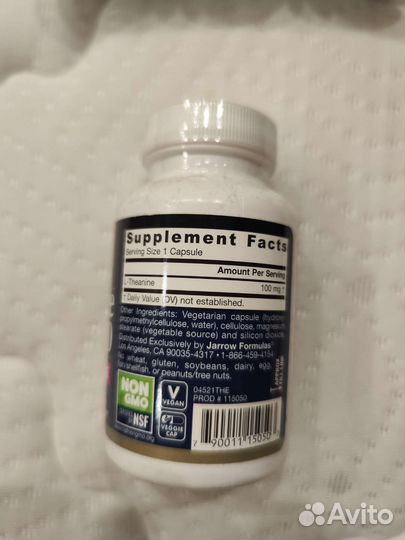 Supplement Facts
Serving Size 1 Capsule
Amount Per Serving
L-Theanine 100 mg †
† Daily Value (DV) not established.
Other Ingredients: Vegetarian capsule (hydroxy-
propylmethylcellulose, water), cellulose, magnesium
stearate (vegetable source) and silicon dioxide.
Distributed Exclusively by Jarrow Formulas
Los Angeles, CA 90035-4317 • 1-866-459-4154
No wheat, gluten, soybeans, dairy, egg,
fish/shellfish, or peanuts/tree nuts.
NON
GMO
NSF
V
VEGAN
VEGGIE
CAP
04521THE
PROD # 115050
7 90011 15050
Avito